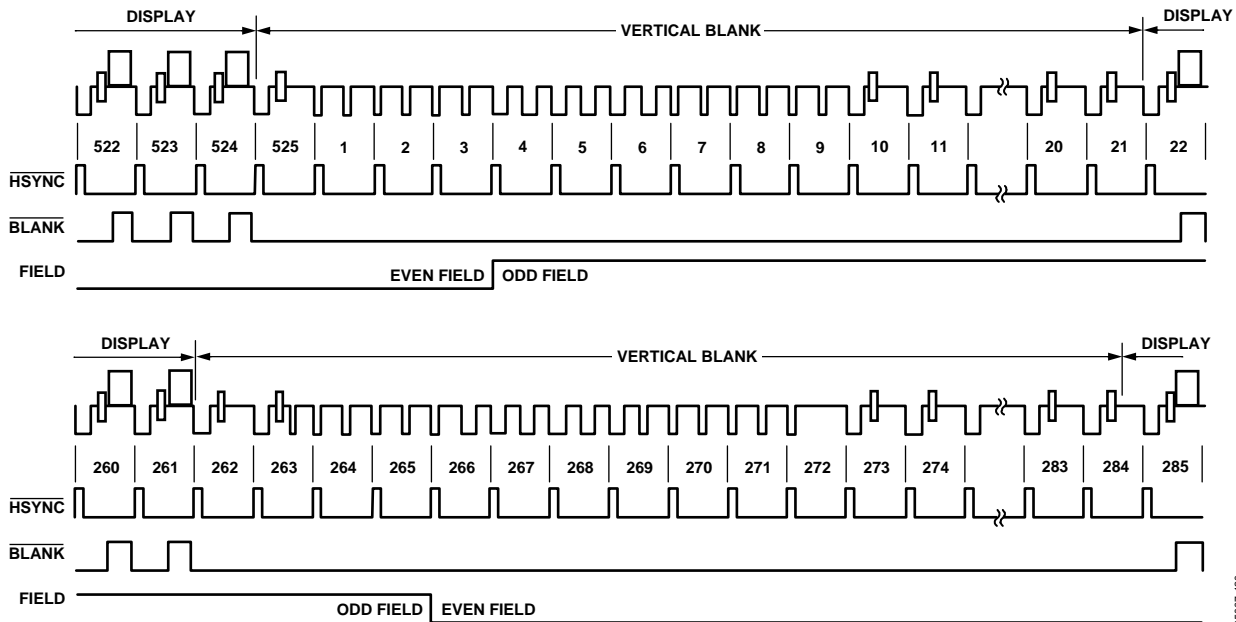 DISPLAY VERTICAL BLANK DISPLAY
522 523 524 525 1 2 3 4 5 6 7 8 9 10 11 20 21 22
HSYNC
BLANK
FIELD EVEN FIELD ODD FIELD
DISPLAY VERTICAL BLANK DISPLAY
260 261 262 263 264 265 266 267 268 269 270 271 272 273 274 283 284 285
HSYNC
BLANK
FIELD ODD FIELD EVEN FIELD